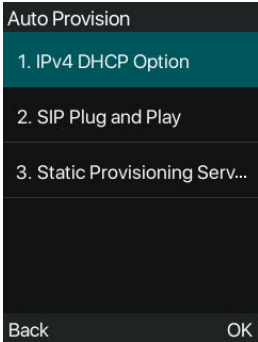 Auto Provision
1. IPv4 DHCP Option
2. SIP Plug and Play
3. Static Provisioning Serv...
Back OK